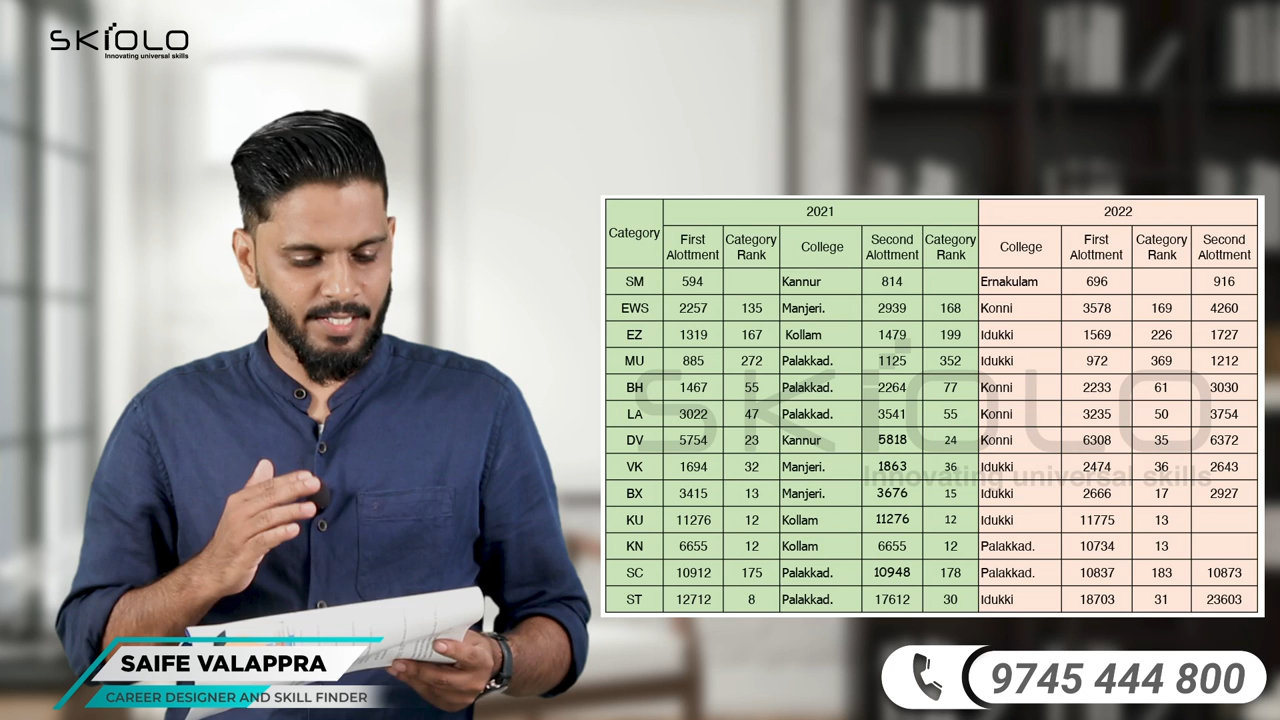 SKIOLO
Innovating universal skills
2021 2022
Category First Alottment Category Rank College Second Alottment Category Rank College First Alottment Category Rank Second Alottment
SM 594 Kannur 814 Ernakulam 696 916
EWS 2257 135 Manjeri. 2939 168 Konni 3578 169 4260
EZ 1319 167 Kollam 1479 199 Idukki 1569 226 1727
MU 885 272 Palakkad. 1125 352 Idukki 972 369 1212
BH 1467 55 Palakkad. 2264 77 Konni 2233 61 3030
LA 3022 47 Palakkad. 3541 55 Konni 3235 50 3754
DV 5754 23 Kannur 5818 24 Konni 6308 35 6372
VK 1694 32 Manjeri. 1863 36 Idukki 2474 36 2643
BX 3415 13 Manjeri. 3676 15 Idukki 2666 17 2927
KU 11276 12 Kollam 11276 12 Idukki 11775 13
KN 6655 12 Kollam 6655 12 Palakkad. 10734 13
SC 10912 175 Palakkad. 10948 178 Palakkad. 10837 183 10873
ST 12712 8 Palakkad. 17612 30 Idukki 18703 31 23603
SKIOLO
Innovating universal skills
SAIFE VALAPPRA
CAREER DESIGNER AND SKILL FINDER
9745 444 800